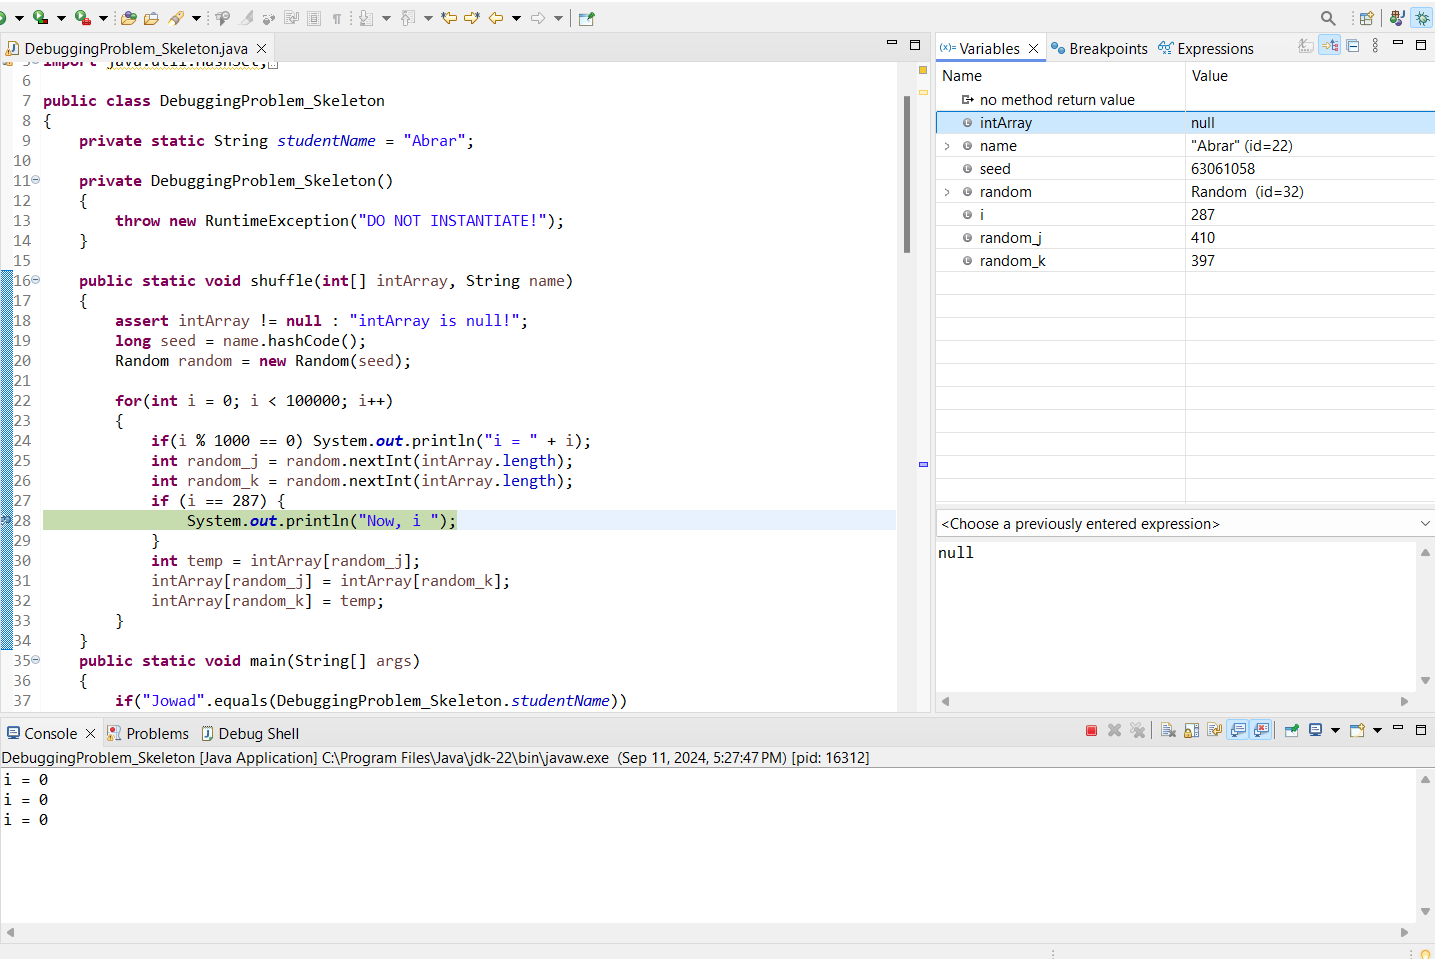 DebuggingProblem_Skeleton.java
5 import java.util.HashSet;
6
7 public class DebuggingProblem_Skeleton
8 {
9 private static String studentName = "Abrar";
10
11 private DebuggingProblem_Skeleton()
12 {
13 throw new RuntimeException("DO NOT INSTANTIATE!");
14 }
15
16 public static void shuffle(int[] intArray, String name)
17 {
18 assert intArray != null : "intArray is null!";
19 long seed = name.hashCode();
20 Random random = new Random(seed);
21
22 for(int i = 0; i < 100000; i++)
23 {
24 if(i % 1000 == 0) System.out.println("i = " + i);
25 int random_j = random.nextInt(intArray.length);
26 int random_k = random.nextInt(intArray.length);
27 if (i == 287) {
28 System.out.println("Now, i ");
29 }
30 int temp = intArray[random_j];
31 intArray[random_j] = intArray[random_k];
32 intArray[random_k] = temp;
33 }
34 }
35 public static void main(String[] args)
36 {
37 if("Jowad".equals(DebuggingProblem_Skeleton.studentName))
(x)= Variables Breakpoints Expressions
Name Value
no method return value
intArray null
name "Abrar" (id=22)
seed 63061058
random Random (id=32)
i 287
random_j 410
random_k 397
<Choose a previously entered expression>
null
Console Problems Debug Shell
DebuggingProblem_Skeleton [Java Application] C:\Program Files\Java\jdk-22\bin\javaw.exe (Sep 11, 2024, 5:27:47 PM) [pid: 16312]
i = 0
i = 0
i = 0